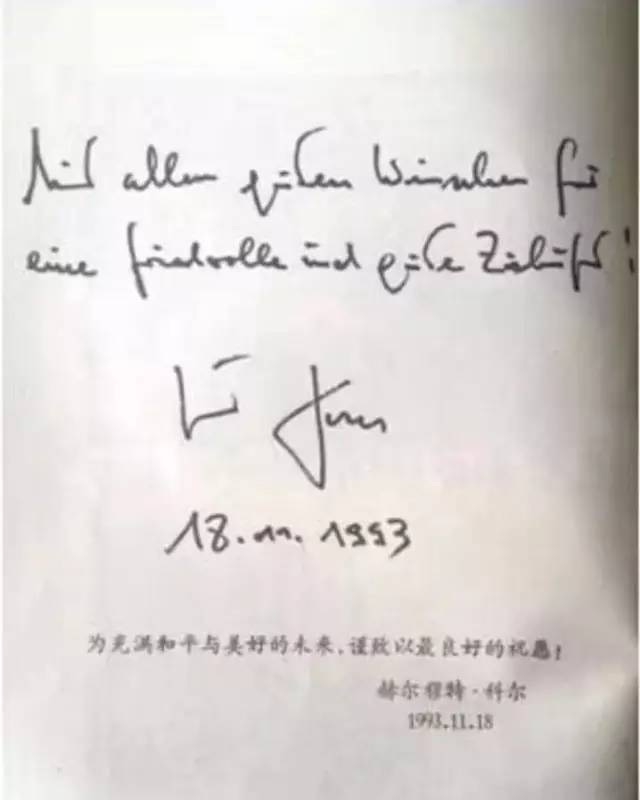 Mit allen guten Wünschen für
eine friedvolle und gute Zukunft!
18.11.1993
为充满和平与美好的未来,谨致以最良好的祝愿!
赫尔穆特·科尔
1993.11.18